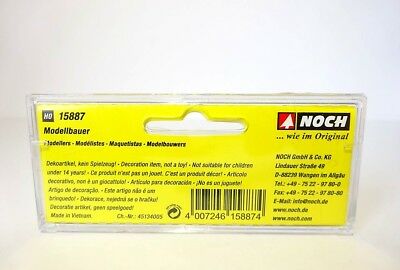 H0 15887
Modellbauer
Modellers - Modélistes - Maquetistas - Modelbouwers
Dekoartikel, kein Spielzeug! - Decoration item, not a toy! - Not suitable for children
under 14 years! - Ce produit n'est pas un jouet. C'est un produit décor! - Artículo
decorativo, non è un giocattolo! - Artículo para decoración - ¡No es un juguete!
Artigo de decoração. - Este artigo não é um
brinquedo! - Dekorace, nejedná se o hračku!
Decoratie artikel, geen speelgoed!
Made in Vietnam. Ch.-Nr.: 45134005
4 007246 158874
NOCH
... wie im Original
NOCH GmbH & Co. KG
Lindauer Straße 49
D-88239 Wangen im Allgäu
Tel.: +49 - 75 22 - 97 80-0
Fax: +49 - 75 22 - 97 80-80
E-Mail: info@noch.de
www.noch.de
www.noch.com